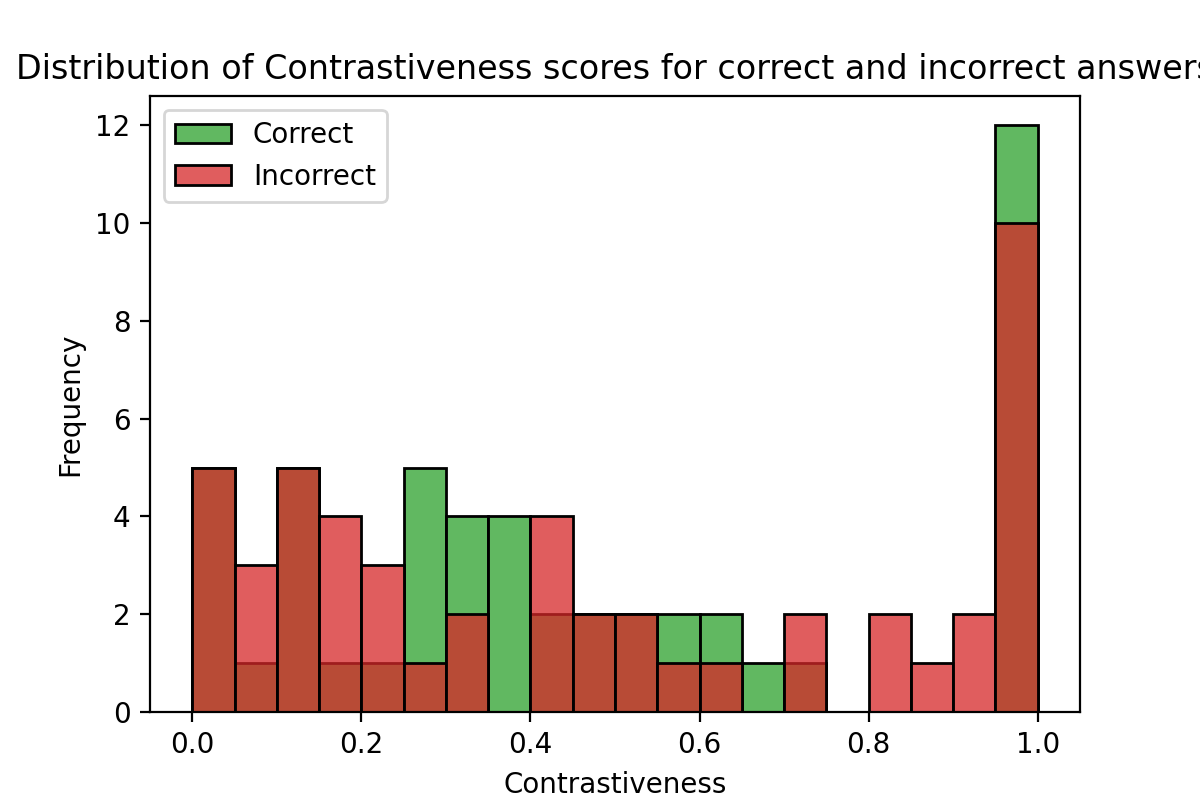 Distribution of Contrastiveness scores for correct and incorrect answers
Correct
Incorrect
12
10
8
6
4
2
0
Frequency
0.0 0.2 0.4 0.6 0.8 1.0
Contrastiveness